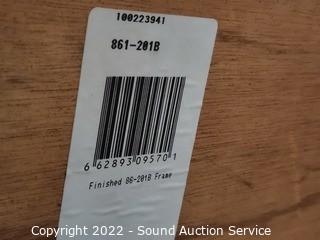 100223941
861-201B
6 62893 09570 1
Finished 86-201B Frame
Copyright 2022 - Sound Auction Service